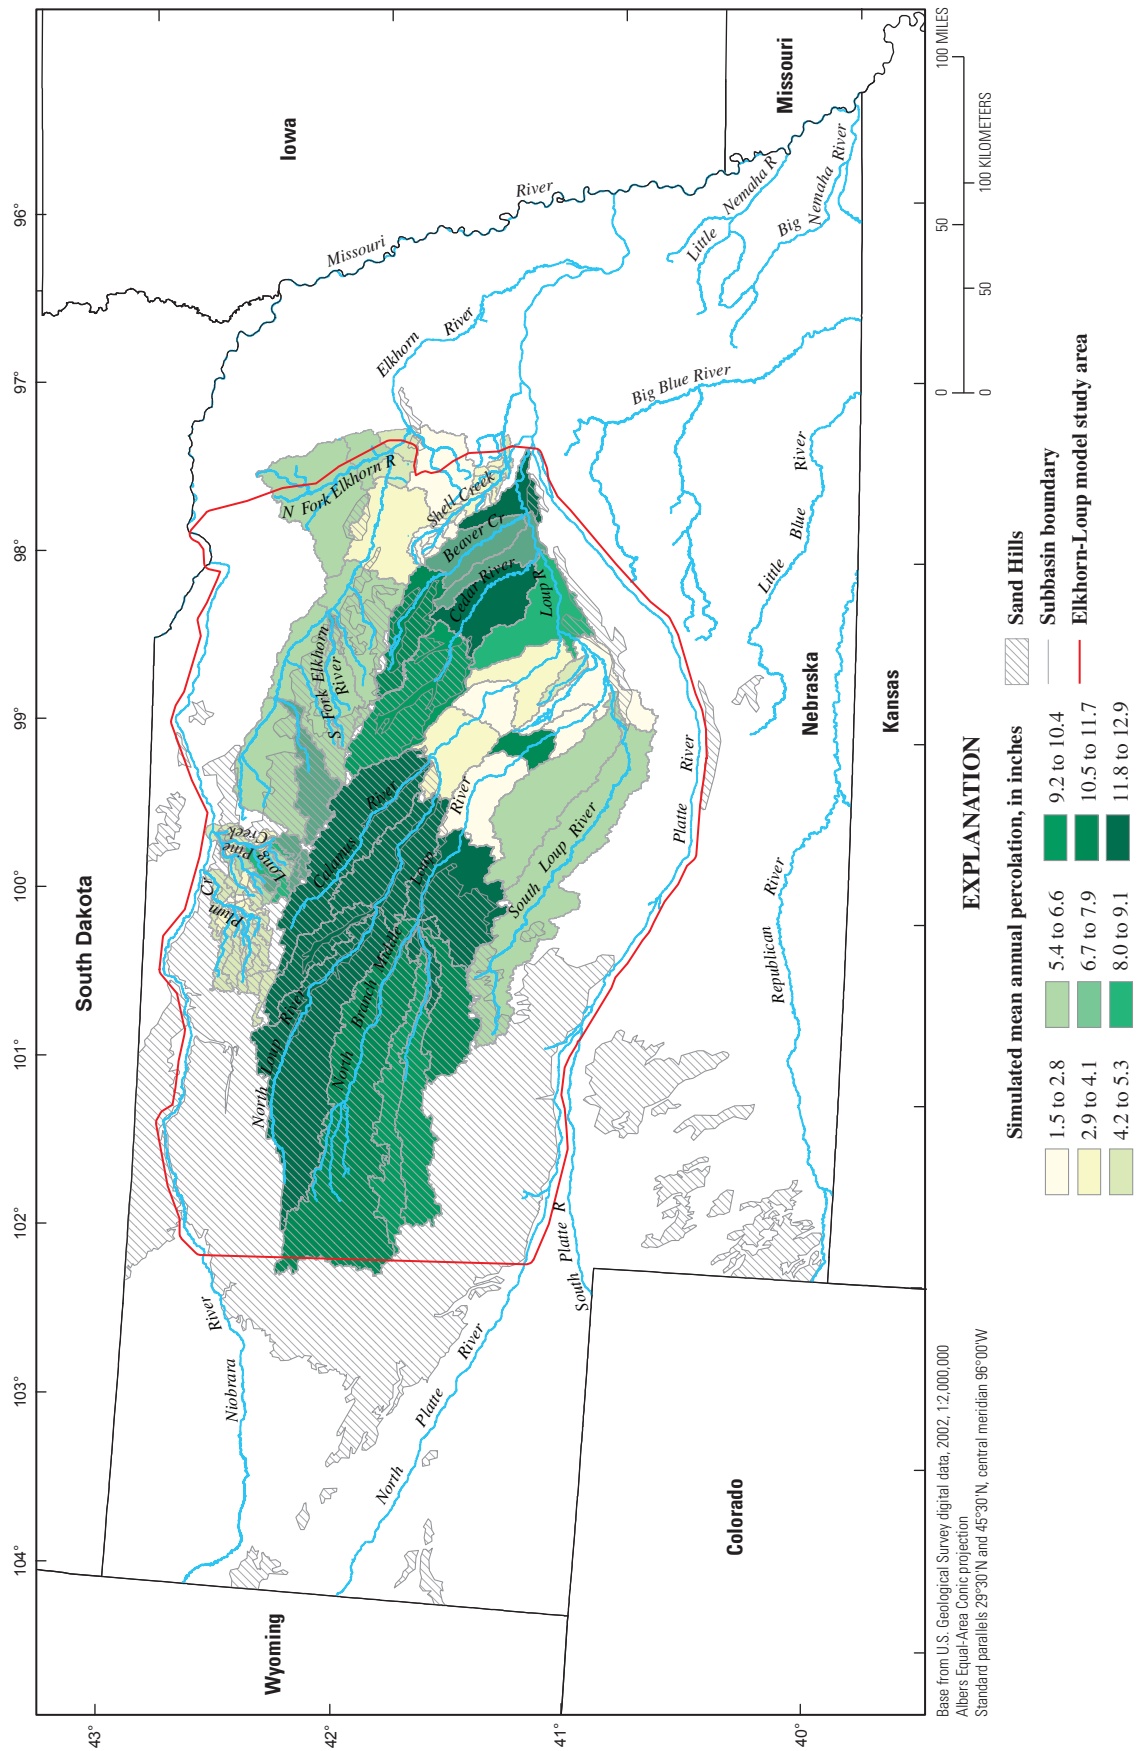 104°
103°
102°
101°
100°
99°
98°
97°
96°
43°
42°
41°
40°
South Dakota
Iowa
Wyoming
Colorado
Nebraska
Kansas
Missouri
Niobrara River
North Platte River
South Platte R
Platte River
Republican River
Little Blue River
Big Blue River
Little Nemaha R
Big Nemaha River
Missouri River
Elkhorn River
N Fork Elkhorn R
S Fork Elkhorn River
Shell Creek
Beaver Cr
Cedar River
Loup R
Plum Cr
Long Pine Creek
Calamus River
North Loup River
North Branch Middle Loup River
South Loup River
Base from U.S. Geological Survey digital data, 2002, 1:2,000,000
Albers Equal-Area Conic projection
Standard parallels 29°30'N and 45°30'N, central meridian 96°00'W
0 50 100 MILES
0 50 100 KILOMETERS
EXPLANATION
Simulated mean annual percolation, in inches
1.5 to 2.8
2.9 to 4.1
4.2 to 5.3
5.4 to 6.6
6.7 to 7.9
8.0 to 9.1
9.2 to 10.4
10.5 to 11.7
11.8 to 12.9
Sand Hills
Subbasin boundary
Elkhorn-Loup model study area